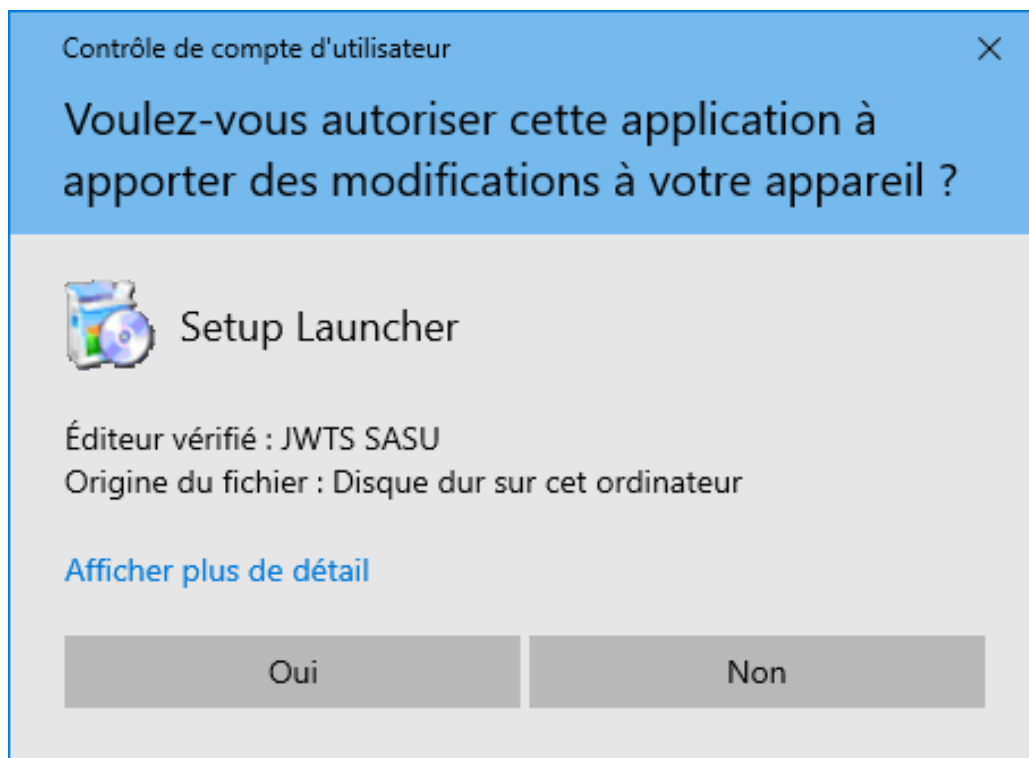 Contrôle de compte d'utilisateur
Voulez-vous autoriser cette application à
apporter des modifications à votre appareil ?
Setup Launcher
Éditeur vérifié : JWTS SASU
Origine du fichier : Disque dur sur cet ordinateur
Afficher plus de détail
Oui
Non